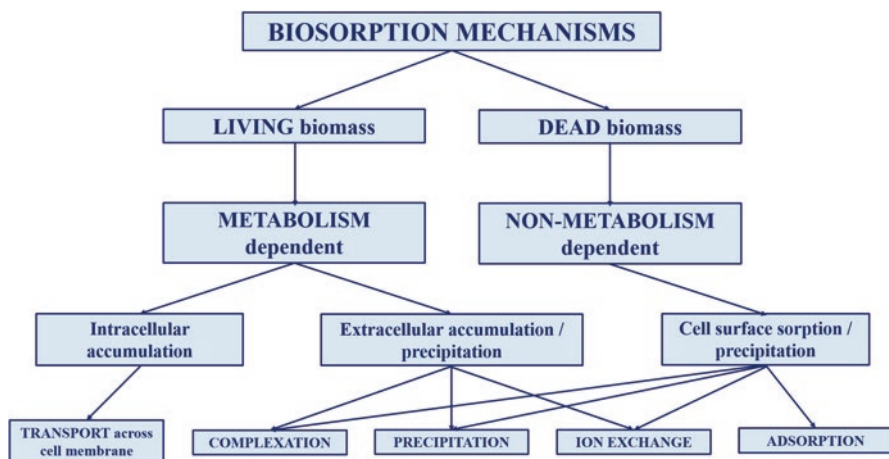 BIOSORPTION MECHANISMS
LIVING biomass
DEAD biomass
METABOLISM
dependent
NON-METABOLISM
dependent
Intracellular
accumulation
Extracellular accumulation /
precipitation
Cell surface sorption /
precipitation
TRANSPORT across
cell membrane
COMPLEXATION
PRECIPITATION
ION EXCHANGE
ADSORPTION